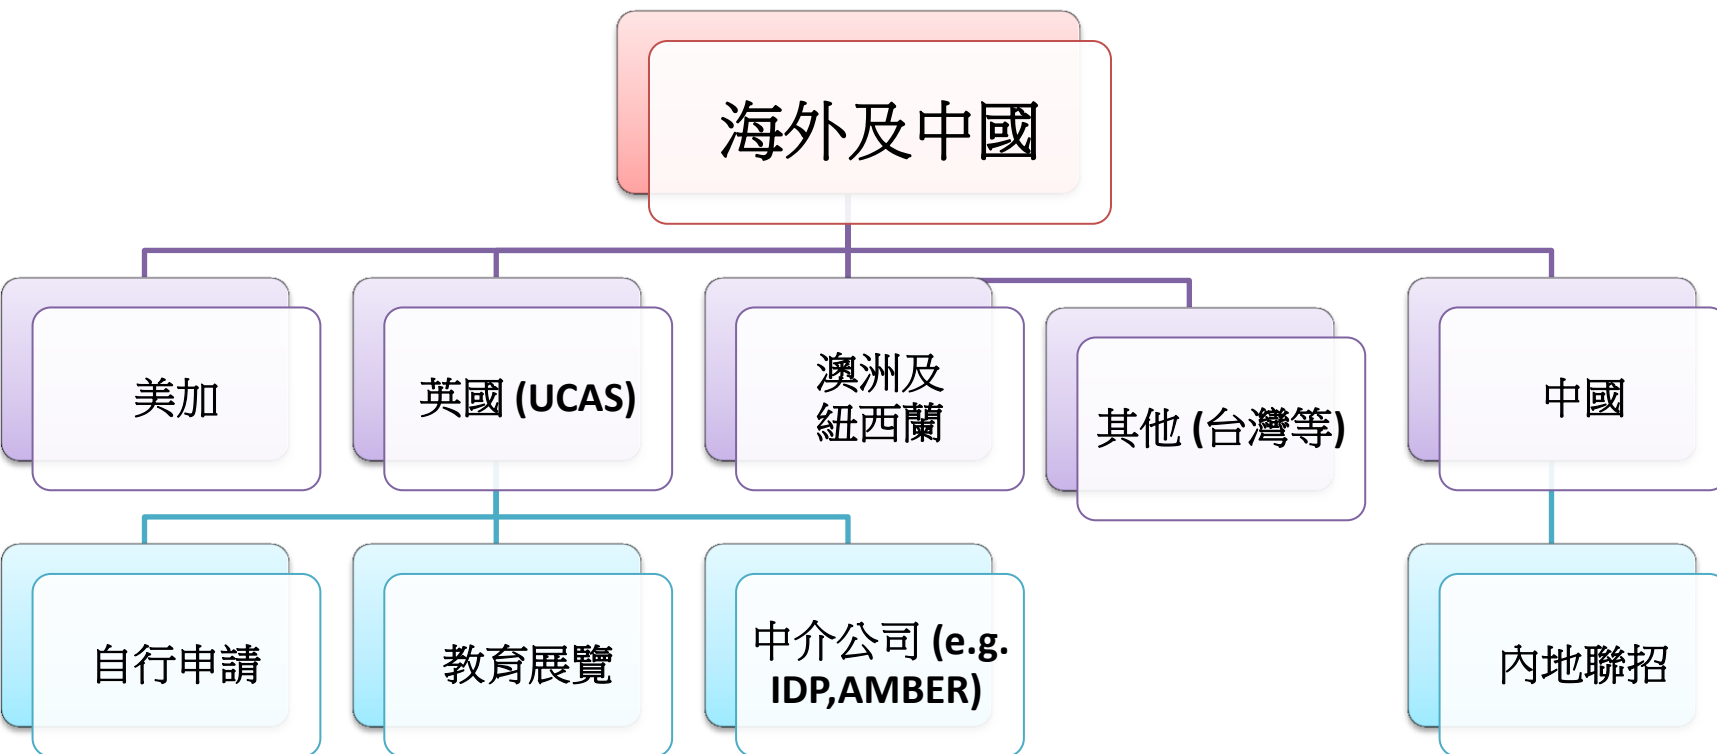 海外及中國
美加
英國 (UCAS)
澳洲及
紐西蘭
其他 (台灣等)
中國
自行申請
教育展覽
中介公司 (e.g.
IDP,AMBER)
內地聯招